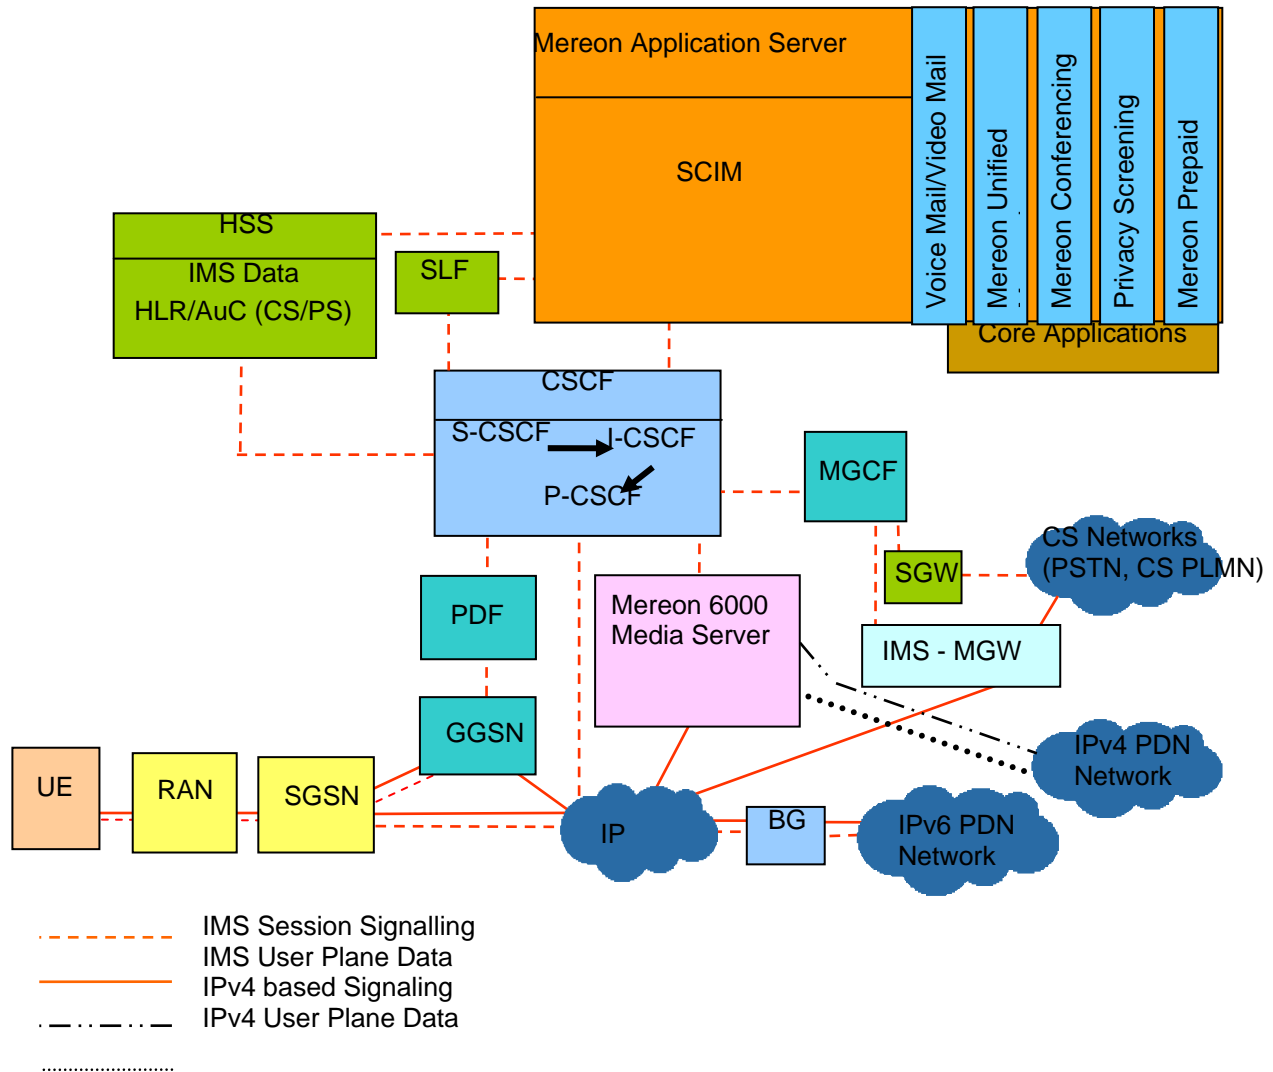 Mereon Application Server
SCIM
Voice Mail/Video Mail
Mereon Unified
Mereon Conferencing
Privacy Screening
Mereon Prepaid
Core Applications
HSS
IMS Data
HLR/AuC (CS/PS)
SLF
CSCF
S-CSCF
I-CSCF
P-CSCF
MGCF
SGW
CS Networks
(PSTN, CS PLMN)
PDF
Mereon 6000
Media Server
IMS - MGW
GGSN
UE
RAN
SGSN
IP
BG
IPv4 PDN
Network
IPv6 PDN
Network
IMS Session Signalling
IMS User Plane Data
IPv4 based Signaling
IPv4 User Plane Data